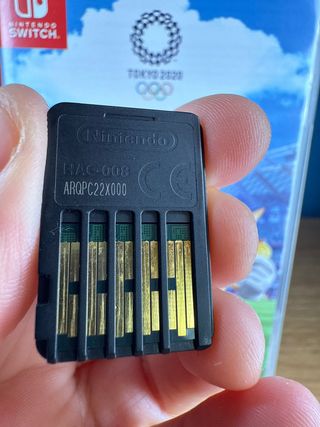 NINTENDO
SWITCH
TOKYO 2020
Nintendo
HAC-008
CE
ARQPC22X000